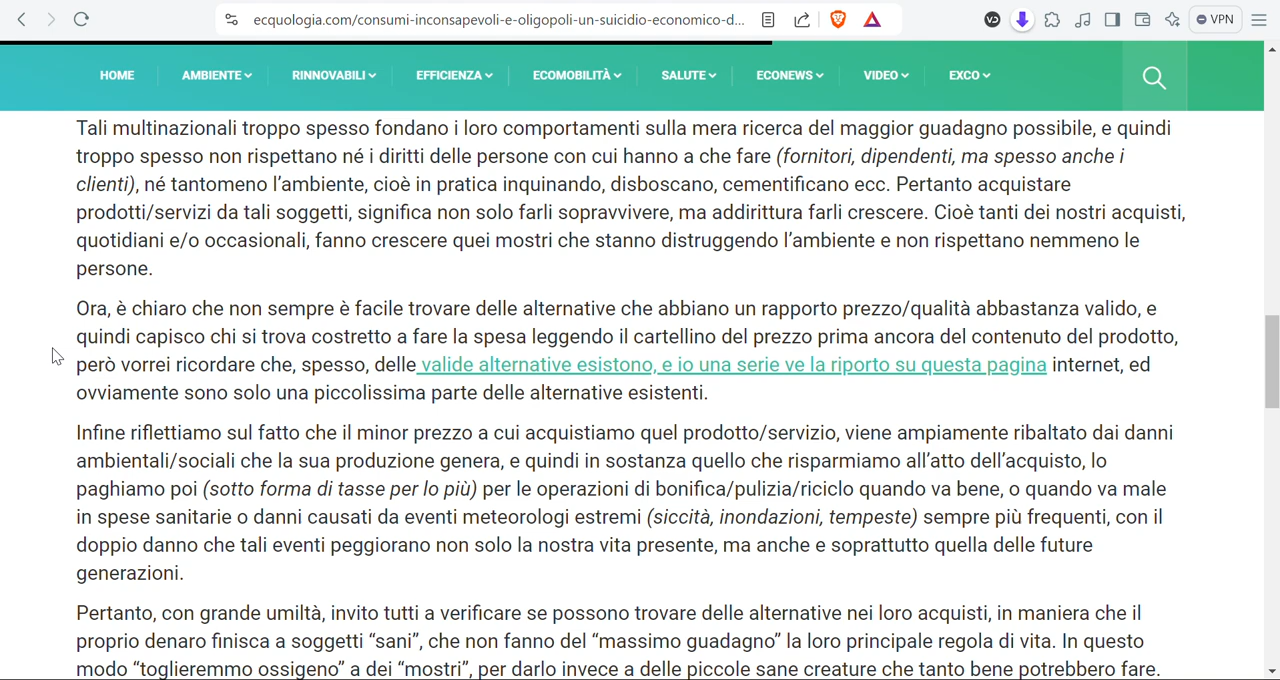 ecquologia.com/consumi-inconsapevoli-e-oligopoli-un-suicidio-economico-d...
VPN
HOME AMBIENTE RINNOVABILI EFFICIENZA ECOMOBILITÀ SALUTE ECONEWS VIDEO EXCO
Tali multinazionali troppo spesso fondano i loro comportamenti sulla mera ricerca del maggior guadagno possibile, e quindi
troppo spesso non rispettano né i diritti delle persone con cui hanno a che fare (fornitori, dipendenti, ma spesso anche i
clienti), né tantomeno l'ambiente, cioè in pratica inquinando, disboscano, cementificano ecc. Pertanto acquistare
prodotti/servizi da tali soggetti, significa non solo farli sopravvivere, ma addirittura farli crescere. Cioè tanti dei nostri acquisti,
quotidiani e/o occasionali, fanno crescere quei mostri che stanno distruggendo l'ambiente e non rispettano nemmeno le
persone.
Ora, è chiaro che non sempre è facile trovare delle alternative che abbiano un rapporto prezzo/qualità abbastanza valido, e
quindi capisco chi si trova costretto a fare la spesa leggendo il cartellino del prezzo prima ancora del contenuto del prodotto,
però vorrei ricordare che, spesso, delle valide alternative esistono, e io una serie ve la riporto su questa pagina internet, ed
ovviamente sono solo una piccolissima parte delle alternative esistenti.
Infine riflettiamo sul fatto che il minor prezzo a cui acquistiamo quel prodotto/servizio, viene ampiamente ribaltato dai danni
ambientali/sociali che la sua produzione genera, e quindi in sostanza quello che risparmiamo all'atto dell'acquisto, lo
paghiamo poi (sotto forma di tasse per lo più) per le operazioni di bonifica/pulizia/riciclo quando va bene, o quando va male
in spese sanitarie o danni causati da eventi meteorologi estremi (siccità, inondazioni, tempeste) sempre più frequenti, con il
doppio danno che tali eventi peggiorano non solo la nostra vita presente, ma anche e soprattutto quella delle future
generazioni.
Pertanto, con grande umiltà, invito tutti a verificare se possono trovare delle alternative nei loro acquisti, in maniera che il
proprio denaro finisca a soggetti “sani”, che non fanno del “massimo guadagno” la loro principale regola di vita. In questo
modo “toglieremmo ossigeno” a dei “mostri”, per darlo invece a delle piccole sane creature che tanto bene potrebbero fare.